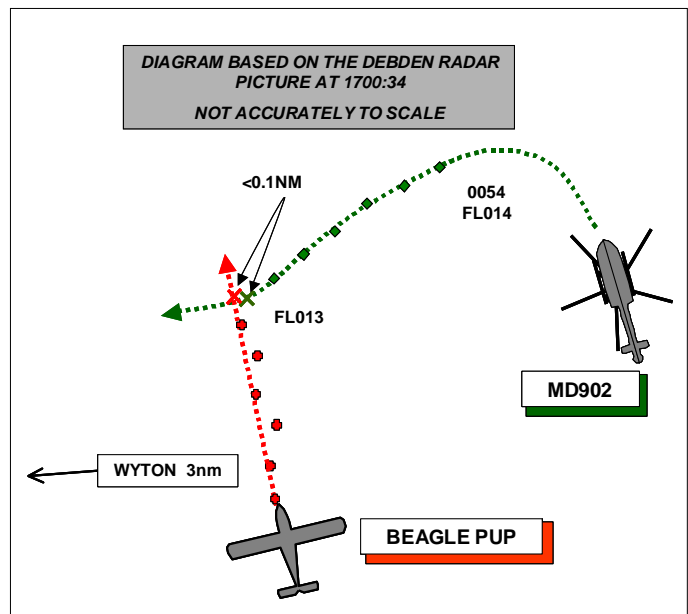 DIAGRAM BASED ON THE DEBDEN RADAR
PICTURE AT 1700:34
NOT ACCURATELY TO SCALE
<0.1NM
0054
FL014
FL013
MD902
WYTON 3nm
BEAGLE PUP